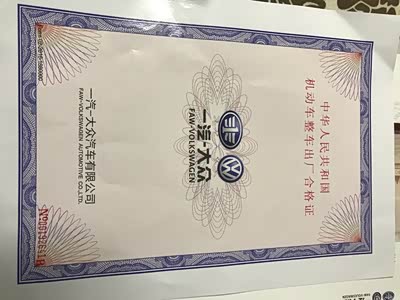 中华人民共和国
机动车整车出厂合格证
一汽-大众
FAW-VOLKSWAGEN
一汽-大众汽车有限公司
FAW-VOLKSWAGEN AUTOMOTIVE CO.,LTD.